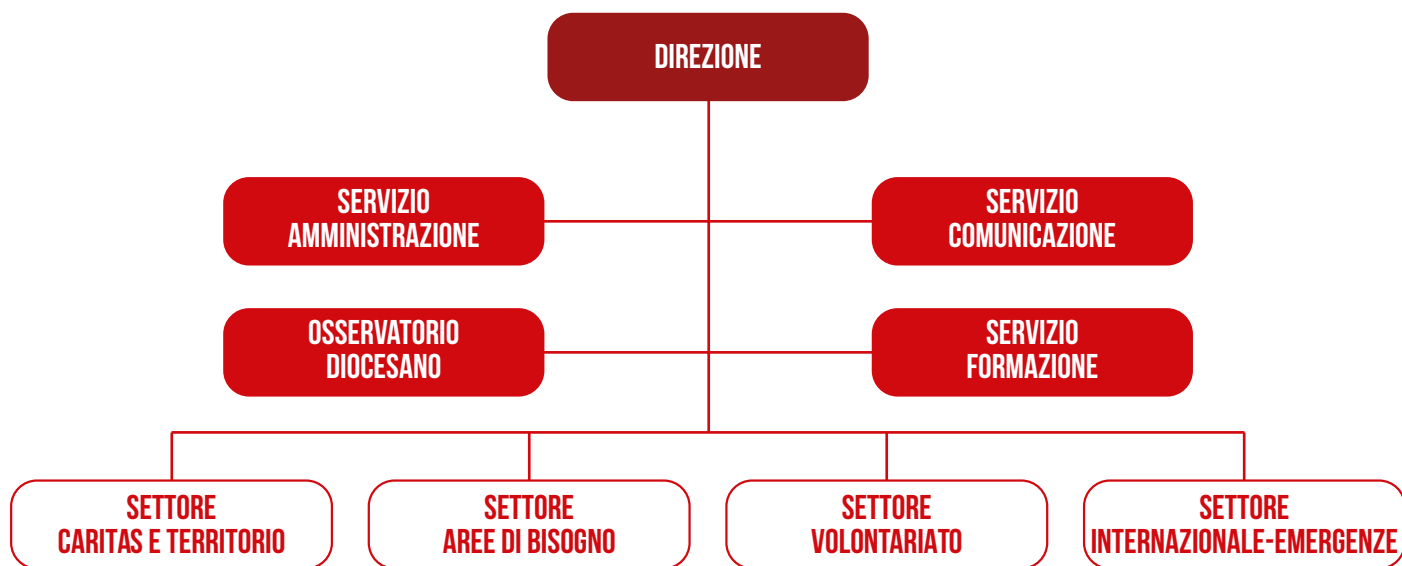 DIREZIONE
SERVIZIO
AMMINISTRAZIONE
SERVIZIO
COMUNICAZIONE
OSSERVATORIO
DIOCESANO
SERVIZIO
FORMAZIONE
SETTORE
CARITAS E TERRITORIO
SETTORE
AREE DI BISOGNO
SETTORE
VOLONTARIATO
SETTORE
INTERNAZIONALE-EMERGENZE